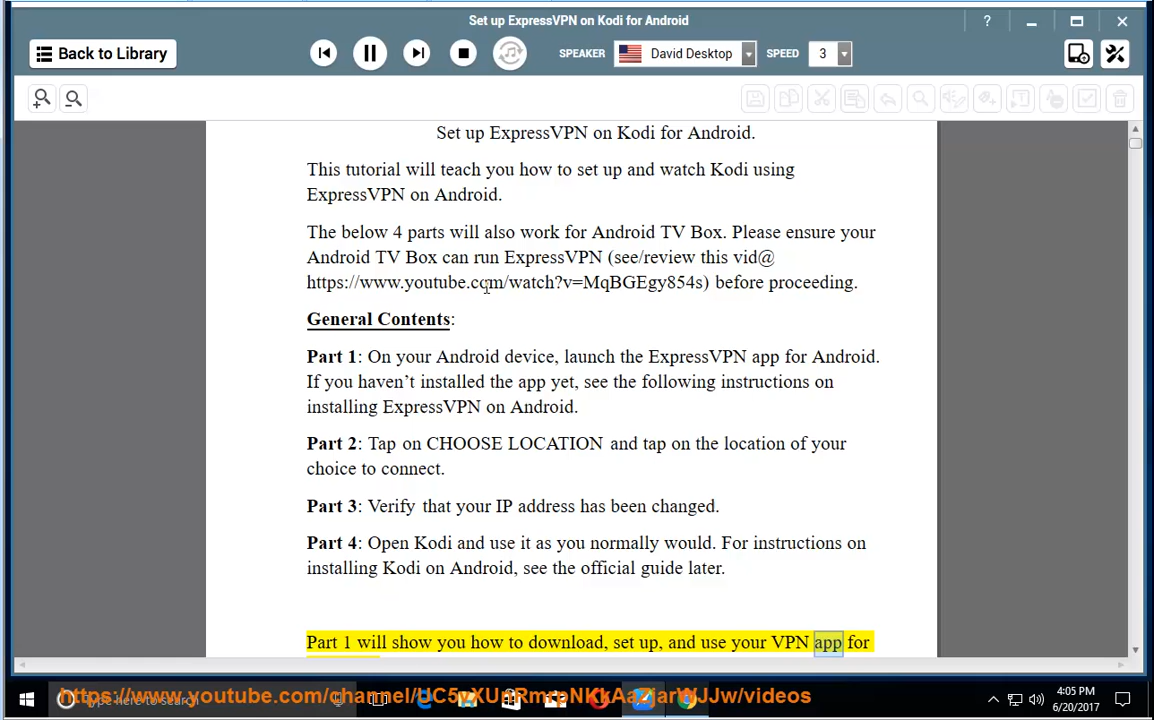 Set up ExpressVPN on Kodi for Android
Back to Library
SPEAKER
David Desktop
SPEED
3
Set up ExpressVPN on Kodi for Android.
This tutorial will teach you how to set up and watch Kodi using
ExpressVPN on Android.
The below 4 parts will also work for Android TV Box. Please ensure your
Android TV Box can run ExpressVPN (see/review this vid@
https://www.youtube.com/watch?v=MqBGEgy854s) before proceeding.
General Contents:
Part 1: On your Android device, launch the ExpressVPN app for Android.
If you haven’t installed the app yet, see the following instructions on
installing ExpressVPN on Android.
Part 2: Tap on CHOOSE LOCATION and tap on the location of your
choice to connect.
Part 3: Verify that your IP address has been changed.
Part 4: Open Kodi and use it as you normally would. For instructions on
installing Kodi on Android, see the official guide later.
Part 1 will show you how to download, set up, and use your VPN app for
Type here to search
4:05 PM
6/20/2017